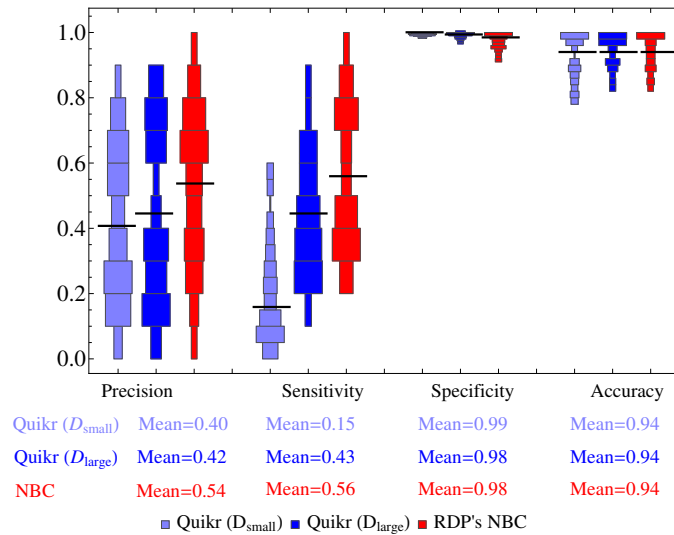 1.0
0.8
0.6
0.4
0.2
0.0
Precision Sensitivity Specificity Accuracy
Quikr (Dsmall) Mean=0.40 Mean=0.15 Mean=0.99 Mean=0.94
Quikr (Dlarge) Mean=0.42 Mean=0.43 Mean=0.98 Mean=0.94
NBC Mean=0.54 Mean=0.56 Mean=0.98 Mean=0.94
Quikr (Dsmall) Quikr (Dlarge) RDP's NBC